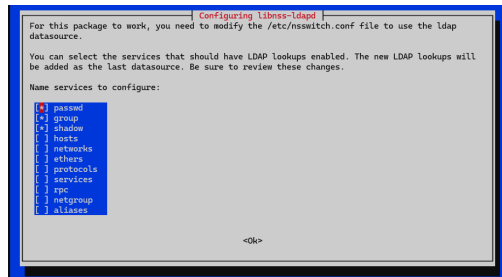 Configuring libnss-ldapd
For this package to work, you need to modify the /etc/nsswitch.conf file to use the ldap
datasource.
You can select the services that should have LDAP lookups enabled. The new LDAP lookups will
be added as the last datasource. Be sure to review these changes.
Name services to configure:
[*] passwd
[*] group
[*] shadow
[ ] hosts
[ ] networks
[ ] ethers
[ ] protocols
[ ] services
[ ] rpc
[ ] netgroup
[ ] aliases
<Ok>